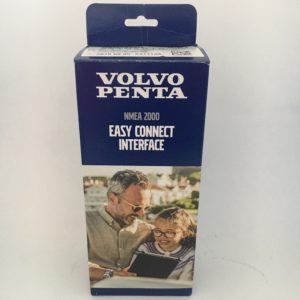 VOLVO
PENTA
NMEA 2000
EASY CONNECT
INTERFACE